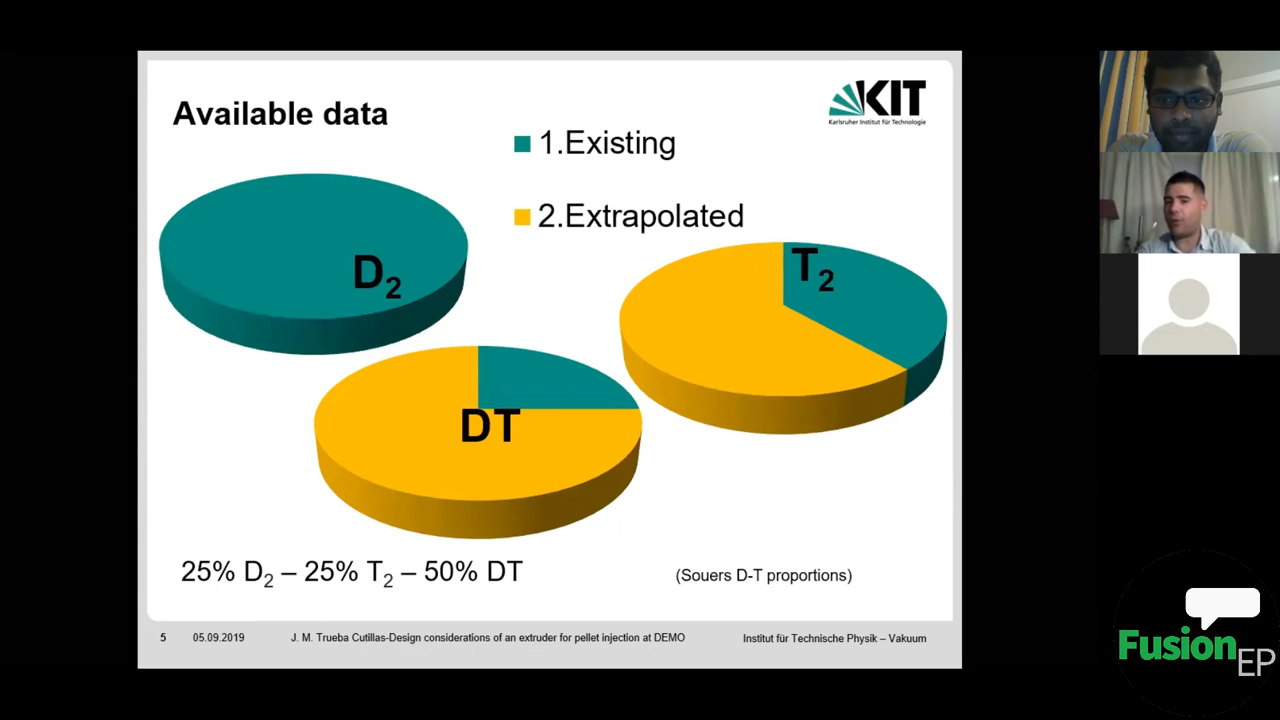 Available data
KIT
Karlsruher Institut für Technologie
1.Existing
2.Extrapolated
D₂
T₂
DT
25% D₂ – 25% T₂ – 50% DT
(Souers D-T proportions)
5 05.09.2019 J. M. Trueba Cutillas-Design considerations of an extruder for pellet injection at DEMO Institut für Technische Physik – Vakuum
Fusion
EP